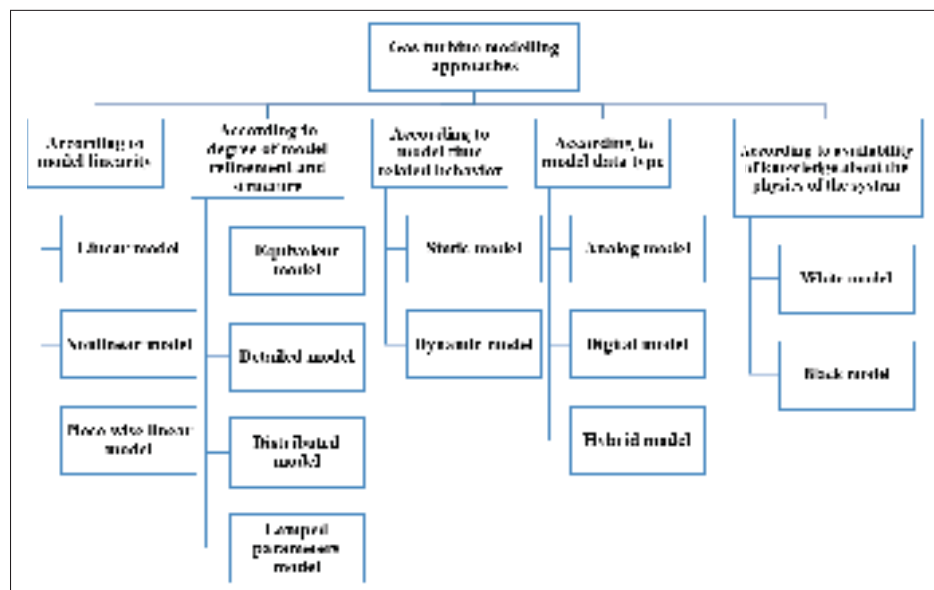 Gas turbine modelling
approaches
According to
model linearity
Linear model
Nonlinear model
Piece wise linear
model
According to
degree of model
refinement and
structure
Equivalent
model
Detailed model
Distributed
model
Lumped
parameters
model
According to
model time
related behavior
Static model
Dynamic model
According to
model data type
Analog model
Digital model
Hybrid model
According to availability
of knowledge about the
physics of the system
White model
Black model